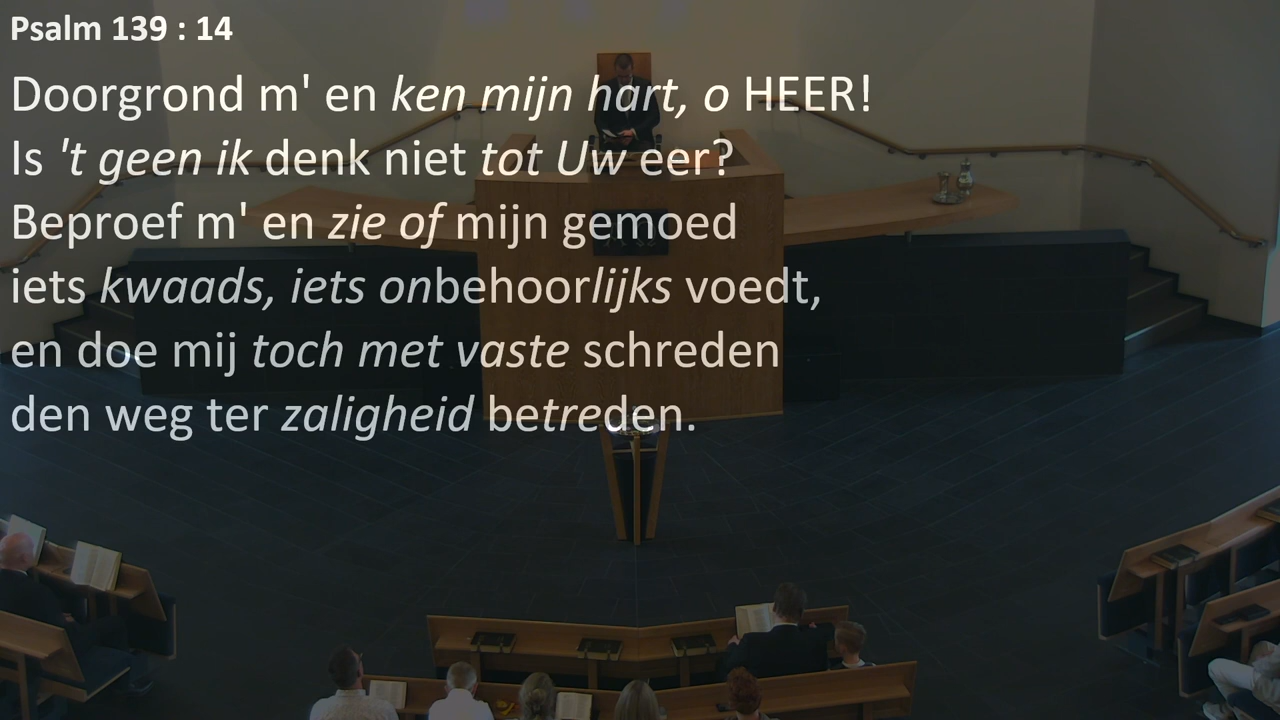 Psalm 139 : 14
Doorgrond m' en ken mijn hart, o HEER!
Is 't geen ik denk niet tot Uw eer?
Beproef m' en zie of mijn gemoed
iets kwaads, iets onbehoorlijks voedt,
en doe mij toch met vaste schreden
den weg ter zaligheid betreden.